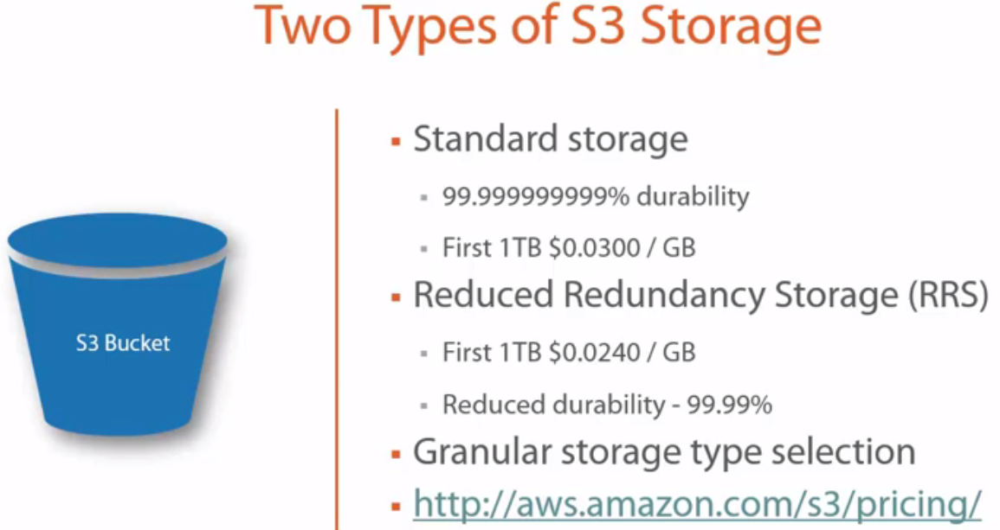 Two Types of S3 Storage
S3 Bucket
▪ Standard storage
▪ 99.999999999% durability
▪ First 1TB $0.0300 / GB
▪ Reduced Redundancy Storage (RRS)
▪ First 1TB $0.0240 / GB
▪ Reduced durability - 99.99%
▪ Granular storage type selection
▪ http://aws.amazon.com/s3/pricing/